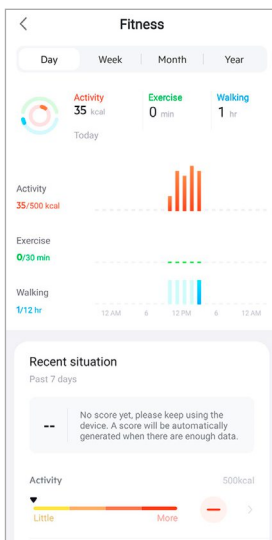 Fitness
Day Week Month Year
Activity Exercise Walking
35 kcal 0 min 1 hr
Today
Activity
35/500 kcal
Exercise
0/30 min
Walking
1/12 hr
12 AM 6 12 PM 6 12 AM
Recent situation
Past 7 days
-- No score yet, please keep using the
device. A score will be automatically
generated when there are enough data.
Activity 500kcal
Little More